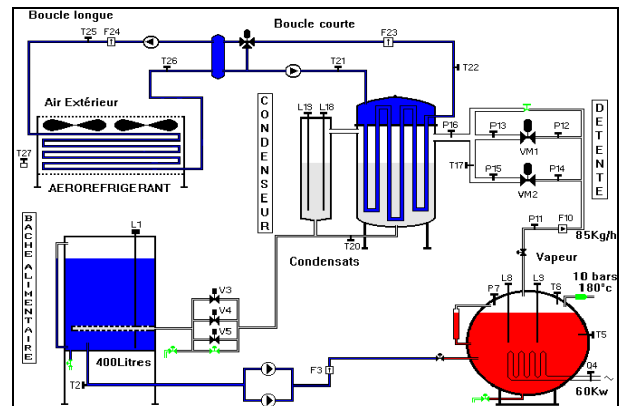 Boucle longue
Boucle courte
T25
F24
F23
T26
T21
T22
Air Extérieur
T27
AEROREFRIGERANT
CONDENSEUR
L19
L18
P16
P13
P12
VM1
T17
P15
P14
VM2
DETENTE
P11
F10
85Kg/h
T20
Condensats
Vapeur
BACHE ALIMENTAIRE
L1
V3
V4
V5
400Litres
T2
F3
P7
L8
L9
T6
10 bars
180°c
T5
Q4
60Kw